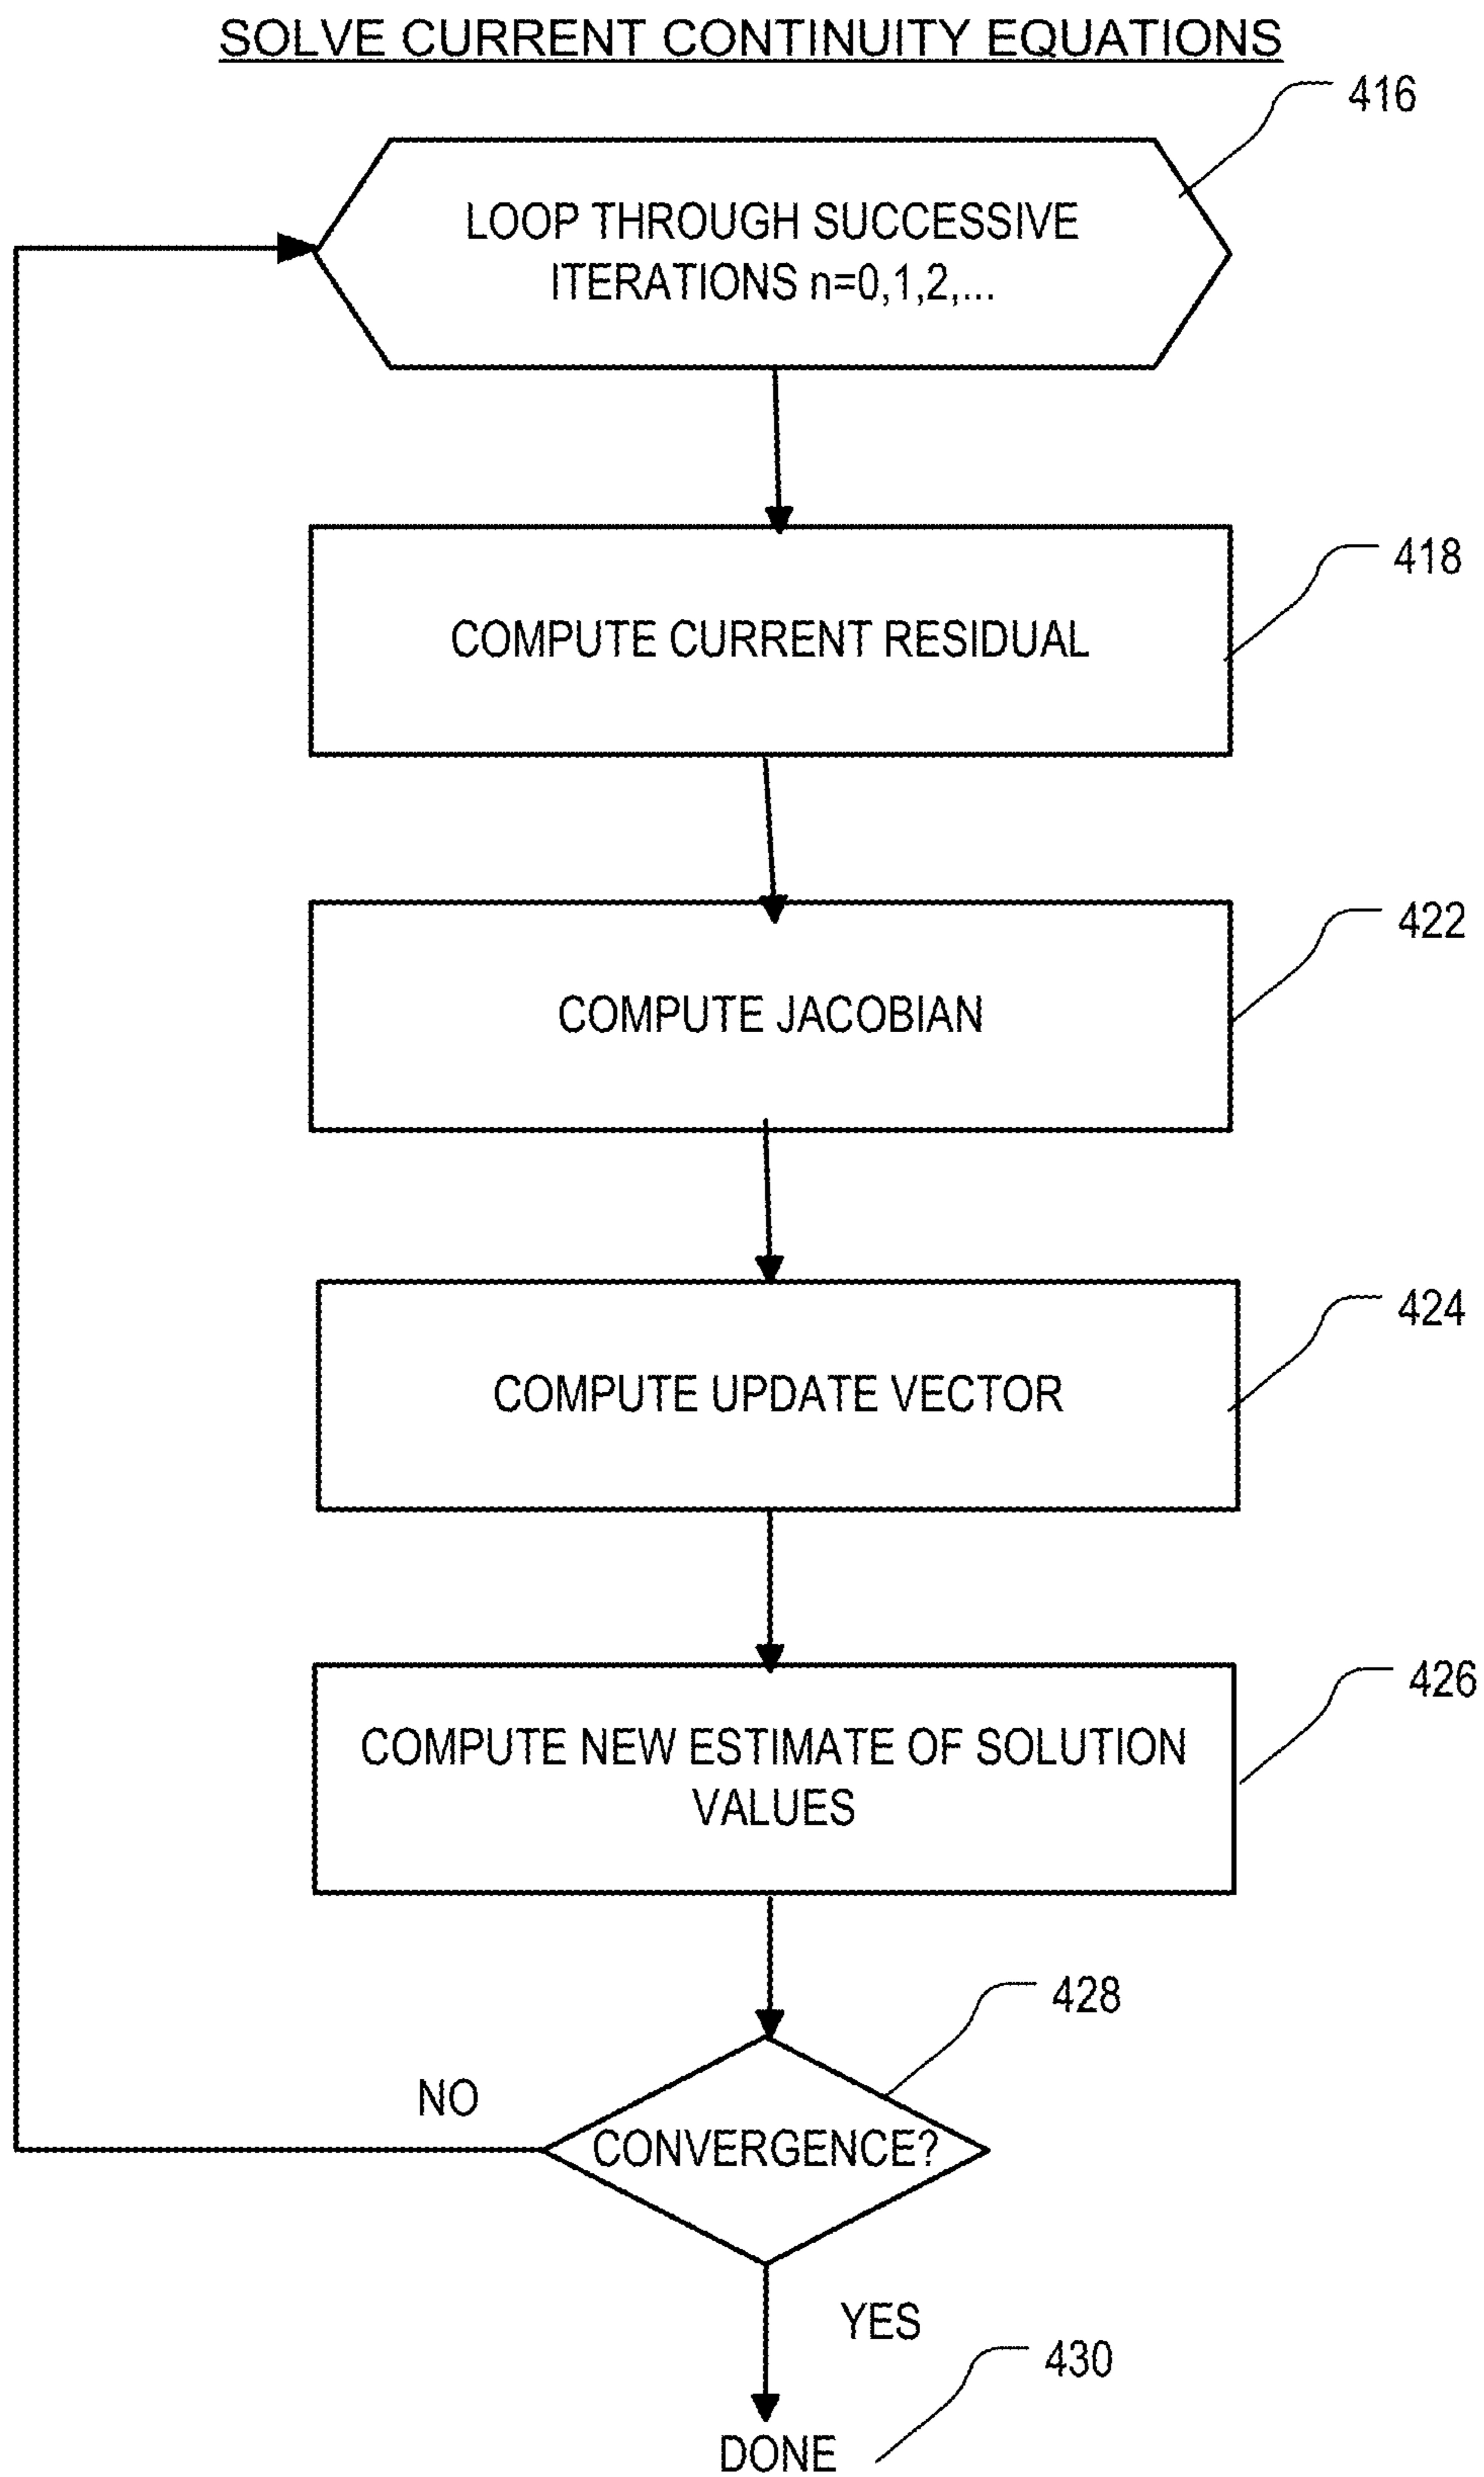 SOLVE CURRENT CONTINUITY EQUATIONS
416
LOOP THROUGH SUCCESSIVE
ITERATIONS n=0,1,2,...
418
COMPUTE CURRENT RESIDUAL
422
COMPUTE JACOBIAN
424
COMPUTE UPDATE VECTOR
426
COMPUTE NEW ESTIMATE OF SOLUTION
VALUES
428
NO
CONVERGENCE?
YES
430
DONE